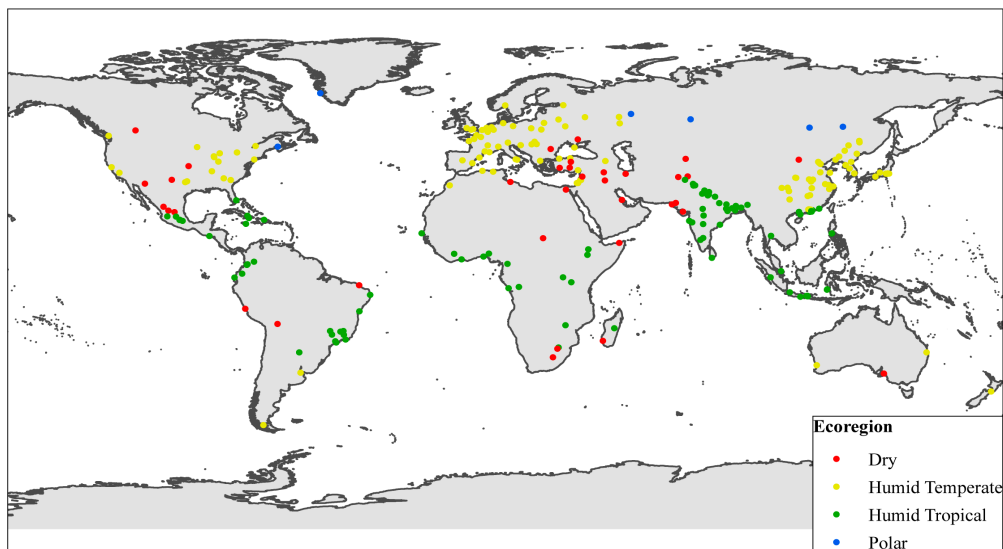 Ecoregion
Dry
Humid Temperate
Humid Tropical
Polar